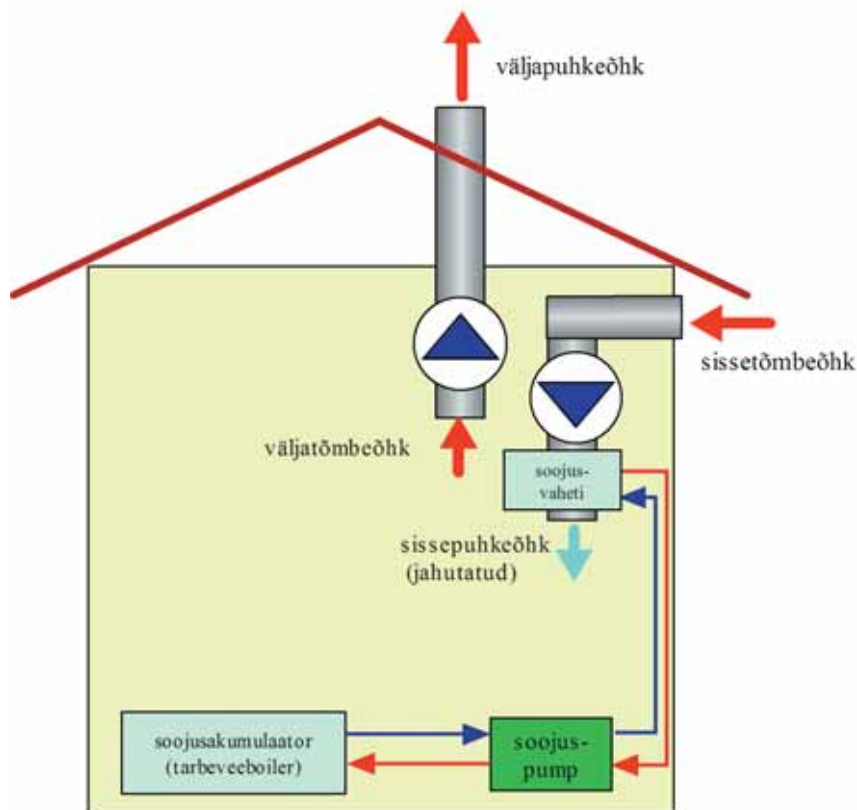 väljapuhkeõhk
sissetõmbeõhk
väljatõmbeõhk
soojus-
vaheti
sissepuhkeõhk
(jahutatud)
soojusakumulaator
(tarbeveeboiler)
soojus-
pump